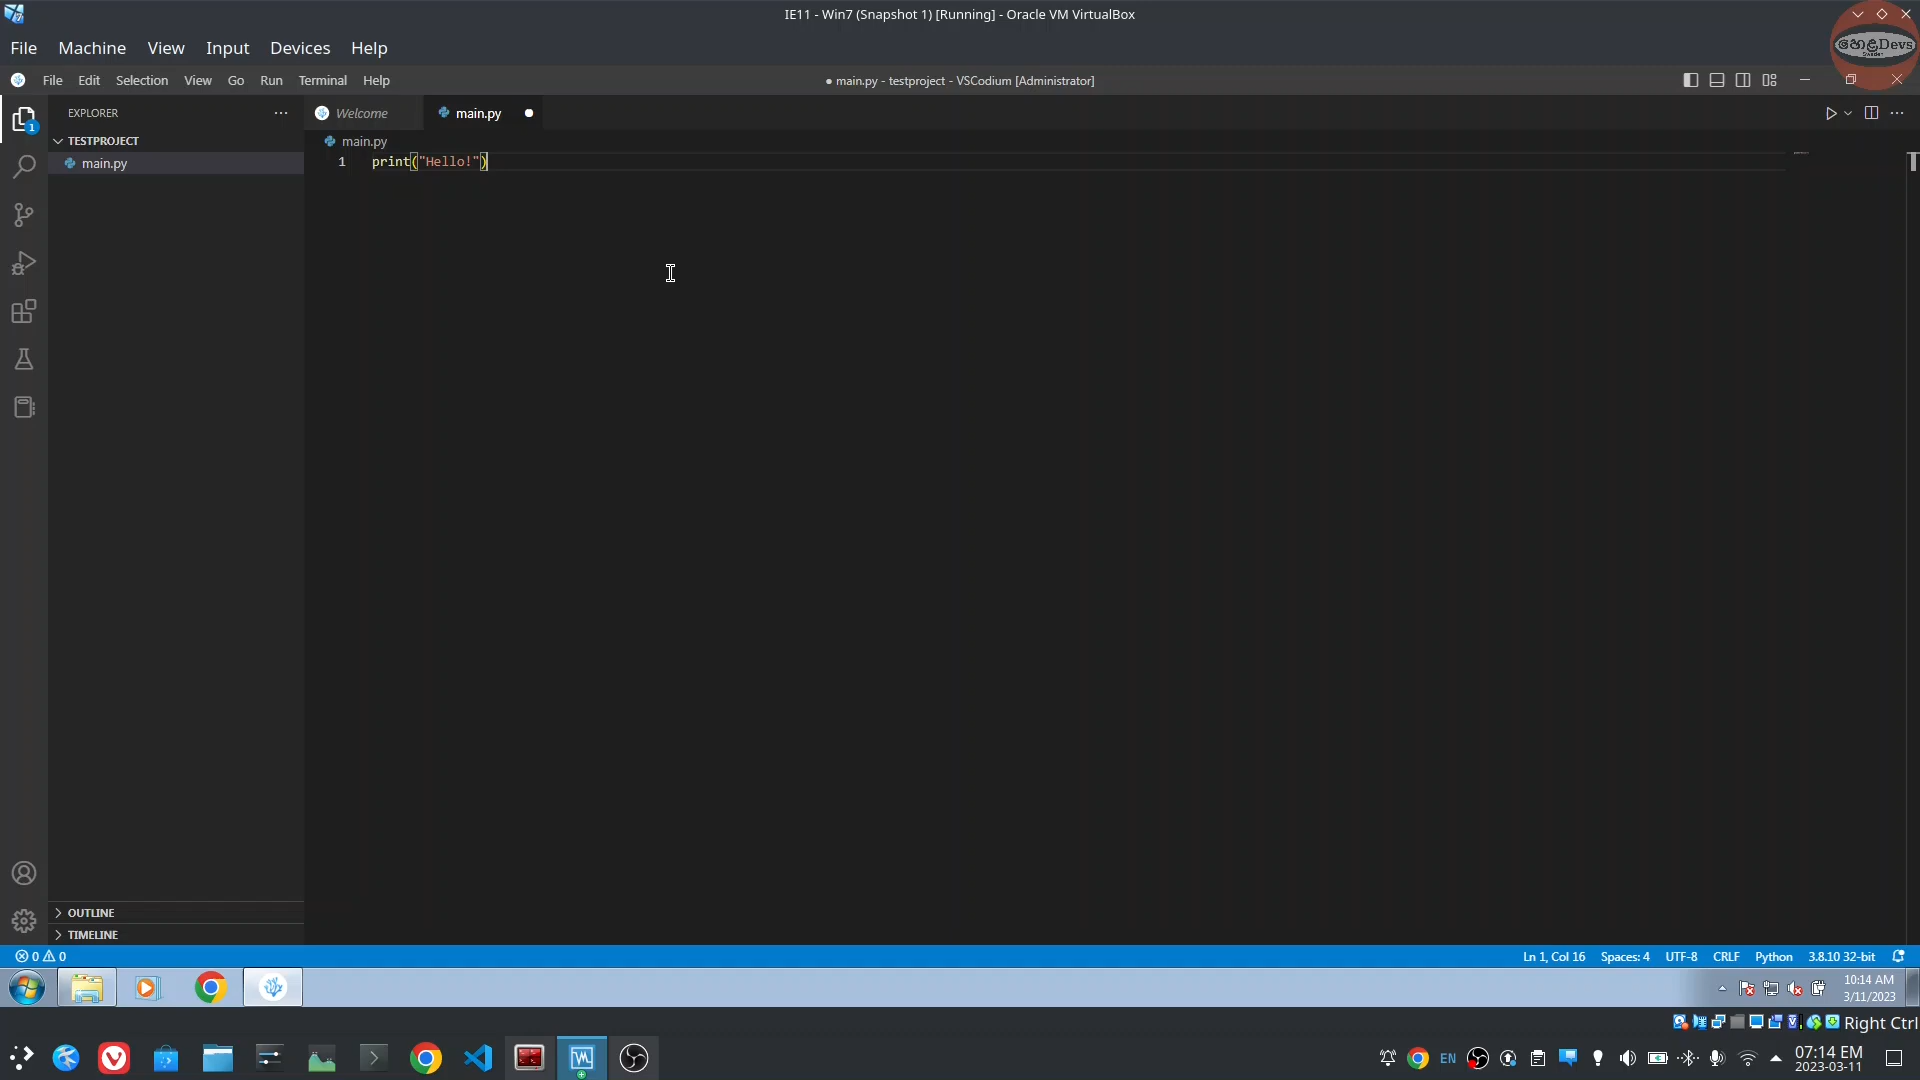 IE11 - Win7 (Snapshot 1) [Running] - Oracle VM VirtualBox
File Machine View Input Devices Help
File Edit Selection View Go Run Terminal Help
● main.py - testproject - VSCodium [Administrator]
EXPLORER
Welcome
main.py
TESTPROJECT
main.py
main.py
1 print("Hello!")
1
OUTLINE
TIMELINE
0 0
Ln 1, Col 16 Spaces: 4 UTF-8 CRLF Python 3.8.10 32-bit
10:14 AM
3/11/2023
Right Ctrl
EN
07:14 EM
2023-03-11